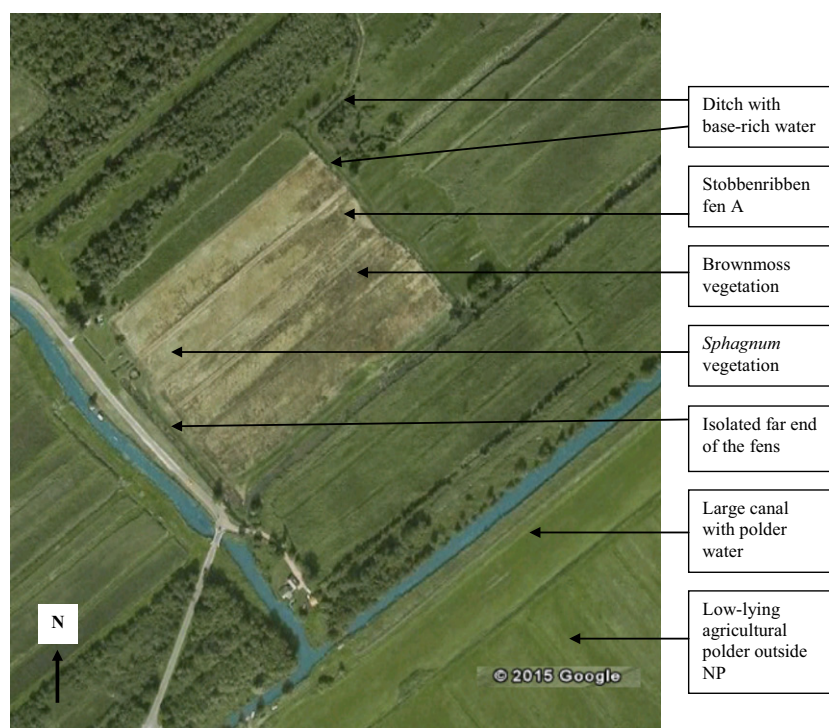 Ditch with
base-rich water
Stobbenribben
fen A
Brownmoss
vegetation
Sphagnum
vegetation
Isolated far end
of the fens
Large canal
with polder
water
Low-lying
agricultural
polder outside
NP
N
© 2015 Google